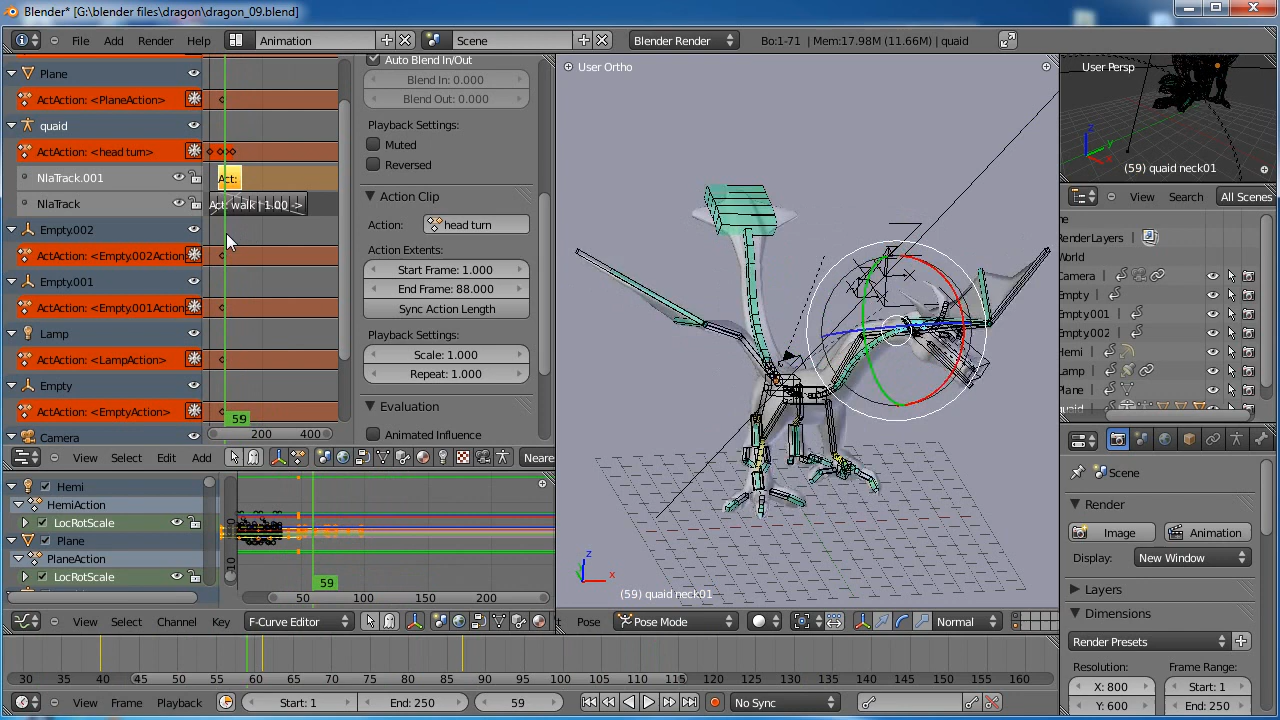 Blender* [G:\blender files\dragon\dragon_09.blend]
File Add Render Help Animation Scene Blender Render Bo:1-71 | Mem:17.98M (11.66M) | quaid
Plane
ActAction: <PlaneAction>
quaid
ActAction: <head turn>
NlaTrack.001
Act:
NlaTrack
Act: walk | 1.00 ->
Empty.002
ActAction: <Empty.002Action
Empty.001
ActAction: <Empty.001Action
Lamp
ActAction: <LampAction>
Empty
ActAction: <EmptyAction>
Camera
59
200 400
View Select Edit Add Neare
Auto Blend In/Out
Blend In: 0.000
Blend Out: 0.000
Playback Settings:
Muted
Reversed
Action Clip
Action: head turn
Action Extents:
Start Frame: 1.000
End Frame: 88.000
Sync Action Length
Playback Settings:
Scale: 1.000
Repeat: 1.000
Evaluation
Animated Influence
User Ortho
z
x
(59) quaid neck01
Pose Pose Mode Normal
User Persp
z
y
x
(59) quaid neck01
View Search All Scenes
RenderLayers
World
Camera
Empty
Empty.001
Empty.002
Hemi
Lamp
Plane
quaid
Scene
Render
Image Animation
Display: New Window
Layers
Dimensions
Render Presets
Resolution: Frame Range:
X: 800 Start: 1
Y: 600 End: 250
Hemi
HemiAction
LocRotScale
Plane
PlaneAction
LocRotScale
10
59
50 100 150 200
View Select Channel Key F-Curve Editor
30 35 40 45 50 55 60 65 70 75 80 85 90 95 100 105 110 115 120 125 130 135 140 145 150 155 160
View Frame Playback Start: 1 End: 250 59 No Sync